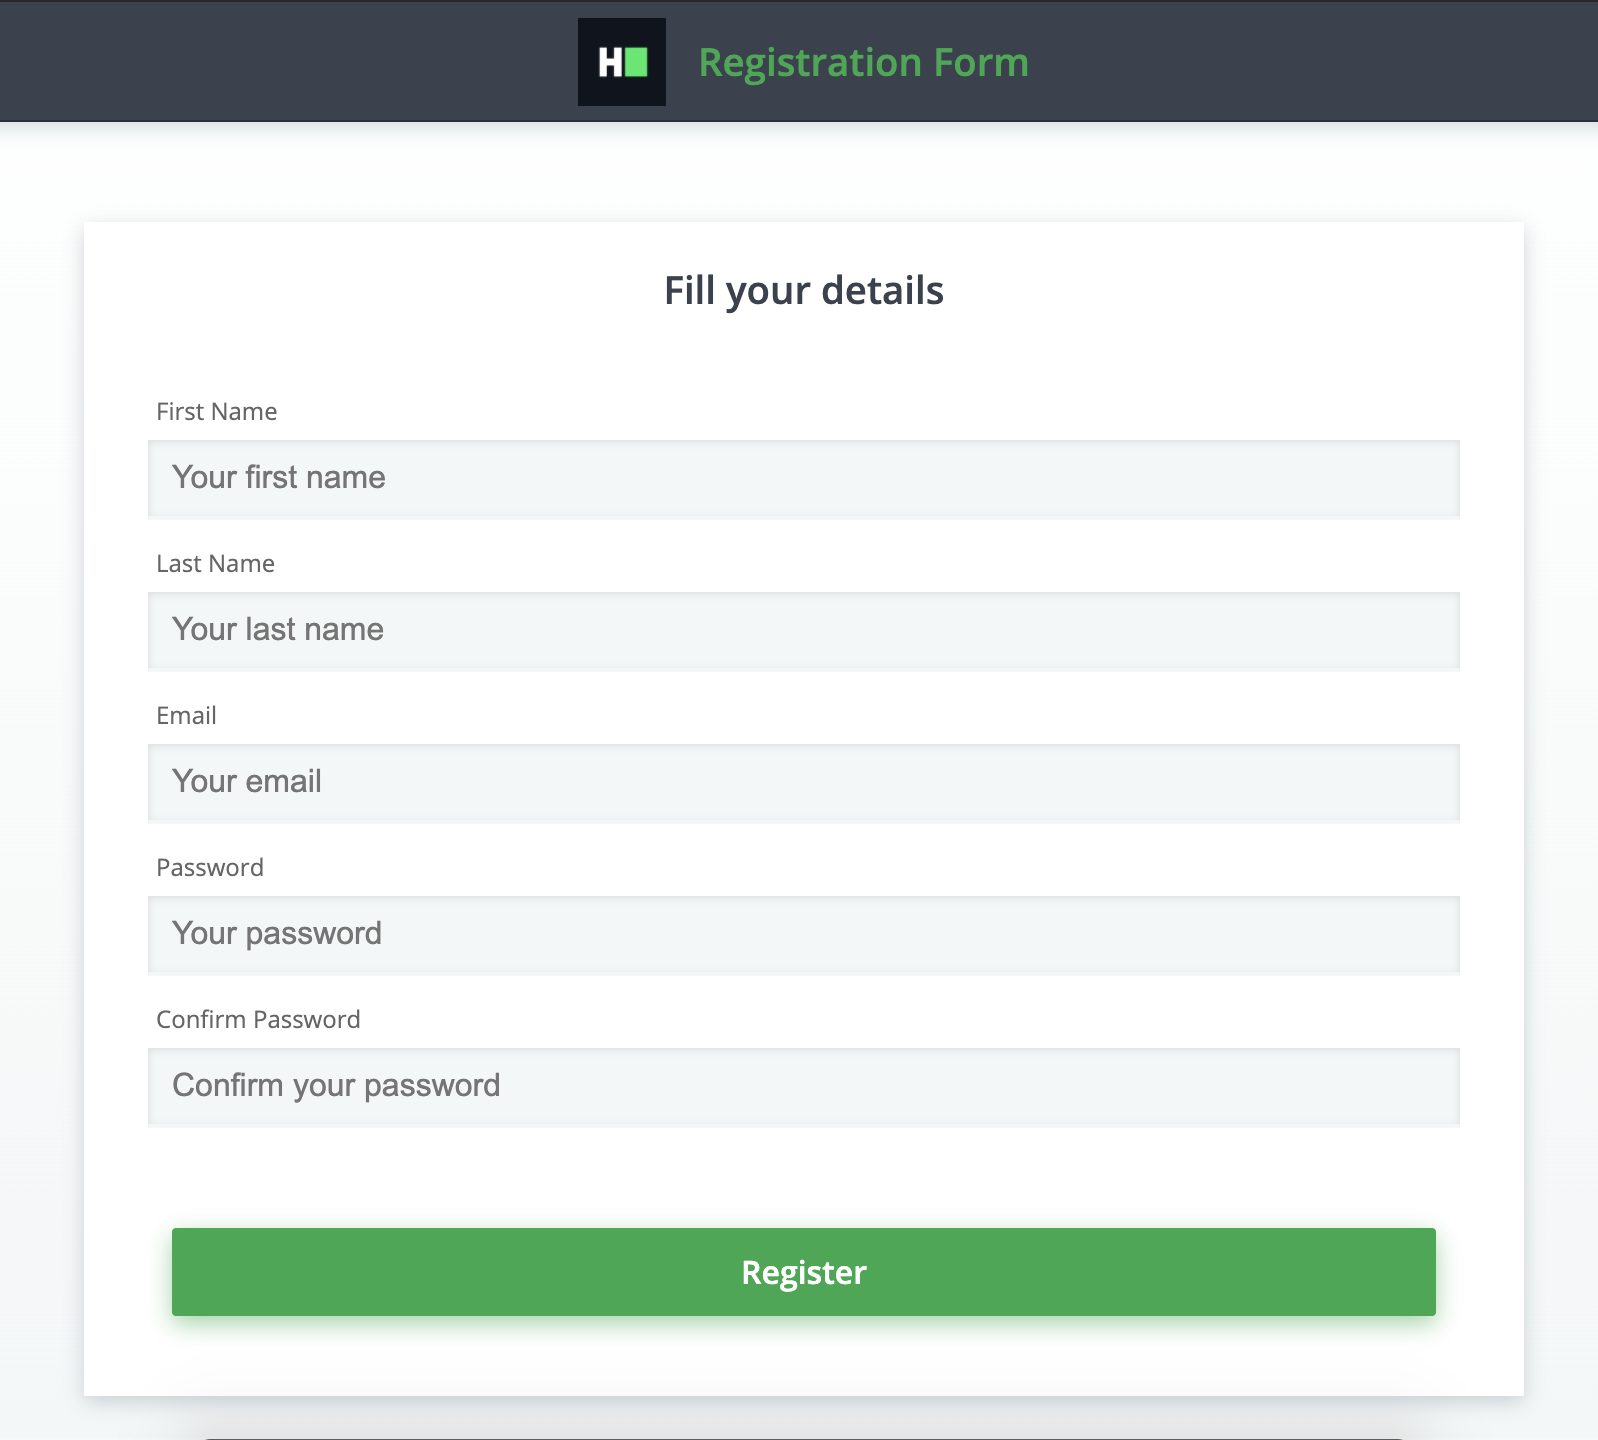 H
Registration Form
Fill your details
First Name
Your first name
Last Name
Your last name
Email
Your email
Password
Your password
Confirm Password
Confirm your password
Register